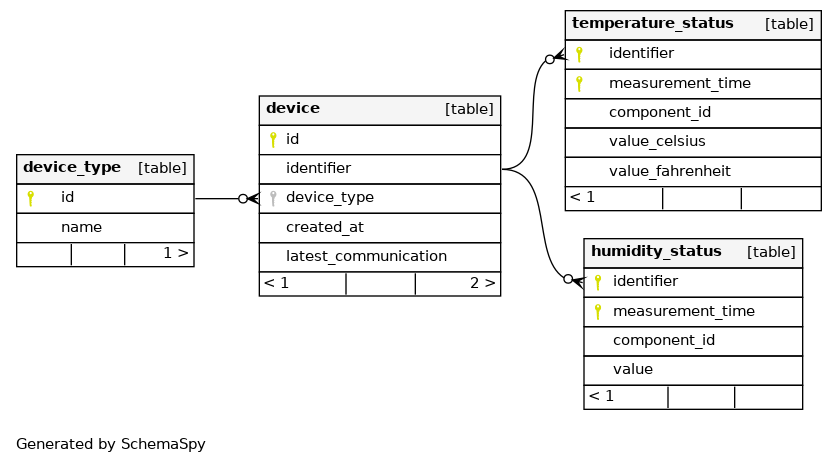 device_type [table]
id
name
1 >
device [table]
id
identifier
device_type
created_at
latest_communication
< 1 2 >
temperature_status [table]
identifier
measurement_time
component_id
value_celsius
value_fahrenheit
< 1
humidity_status [table]
identifier
measurement_time
component_id
value
< 1
Generated by SchemaSpy